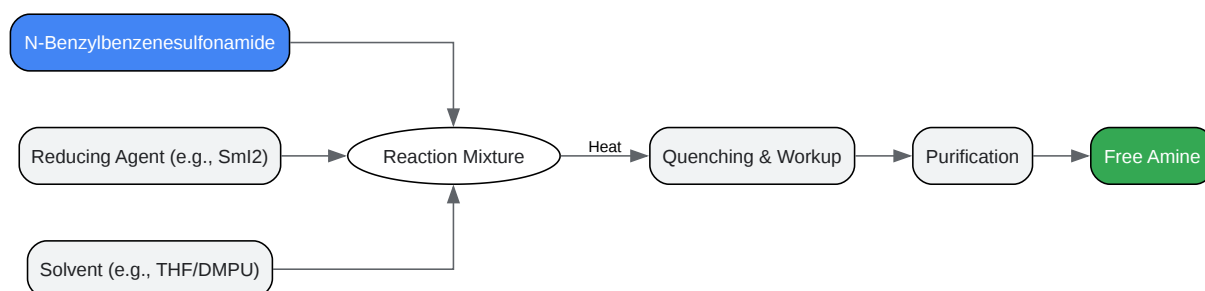 N-Benzylbenzenesulfonamide
Reducing Agent (e.g., SmI2)
Reaction Mixture
Heat
Quenching & Workup
Purification
Free Amine
Solvent (e.g., THF/DMPU)